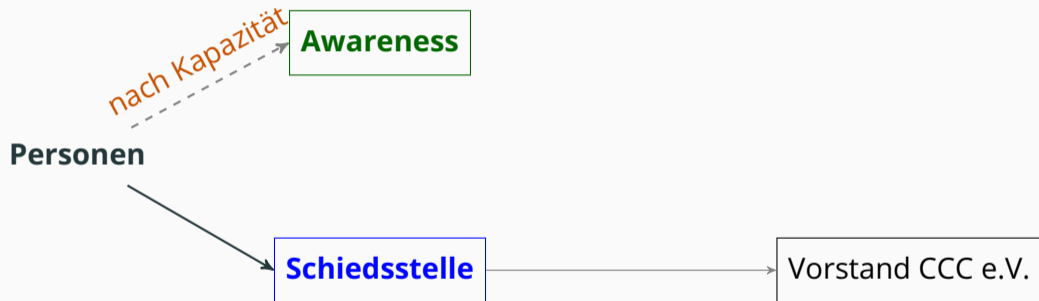 nach Kapazität
Awareness
Personen
Schiedsstelle
Vorstand CCC e.V.